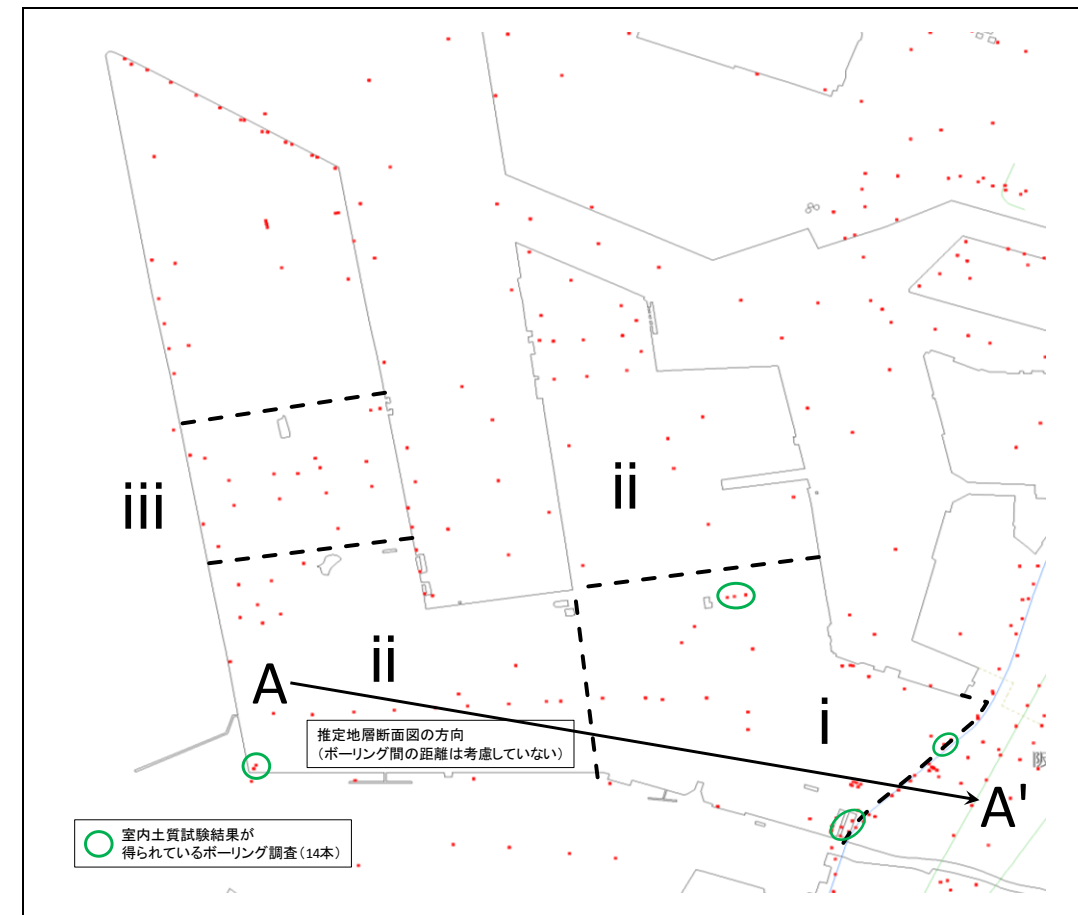 ii
iii
ii
A
i
推定地層断面図の方向
(ボーリング間の距離は考慮していない)
阪
A'
室内土質試験結果が
得られているボーリング調査(14本)